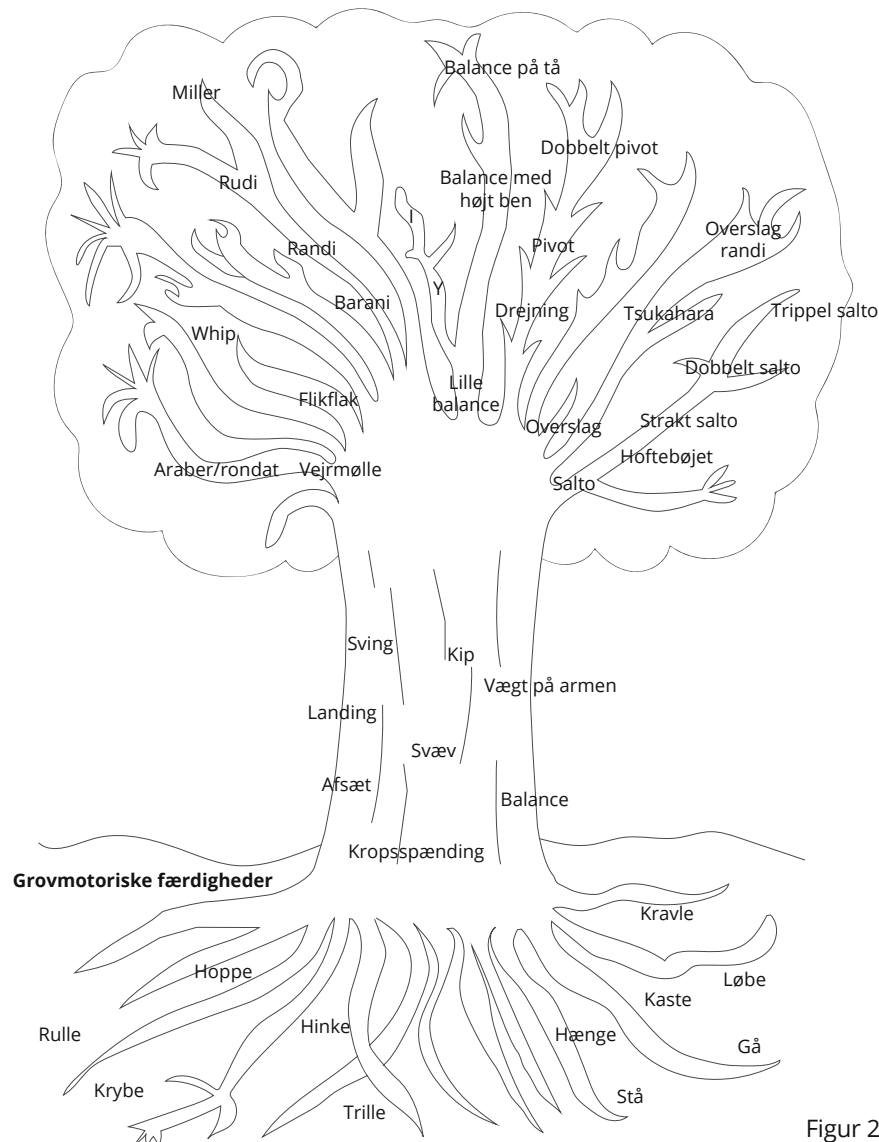 Balance på tå
Miller
Dobbelt pivot
Rudi
Balance med
højt ben
I
Overslag
randi
Randi
Pivot
Y
Barani
Drejning
Tsukahara
Trippel salto
Whip
Dobbelt salto
Lille
balance
Flikflak
Overslag
Strakt salto
Hoftebøjet
Araber/rondat
Vejrmølle
Salto
Sving
Kip
Vægt på armen
Landing
Svæv
Afsæt
Balance
Kropsspænding
Grovmotoriske færdigheder
Kravle
Hoppe
Løbe
Kaste
Rulle
Hinke
Hænge
Gå
Krybe
Stå
Trille
Figur 2